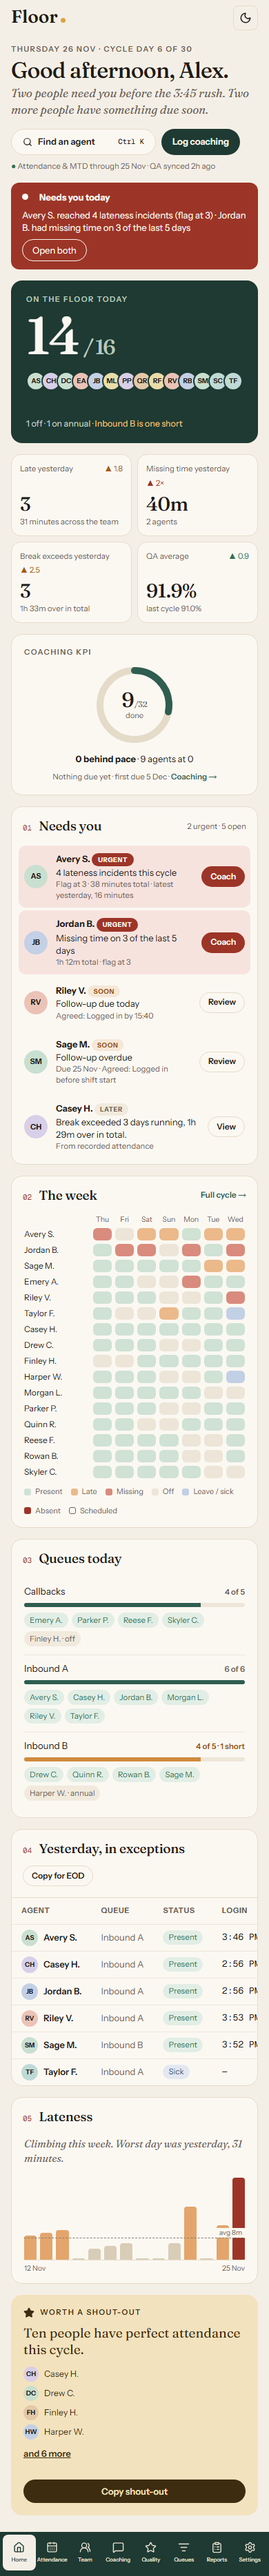 Floor
THURSDAY 26 NOV · CYCLE DAY 6 OF 30
Good afternoon, Alex.
Two people need you before the 3:45 rush. Two
more people have something due soon.
Find an agent Ctrl K
Log coaching
Attendance & MTD through 25 Nov · QA synced 2h ago
Needs you today
Avery S. reached 4 lateness incidents (flag at 3) · Jordan
B. had missing time on 3 of the last 5 days
Open both
ON THE FLOOR TODAY
14 /16
AS CH DC EA JB ML PP QR RF RV RB SM SC TF
1 off · 1 on annual · Inbound B is one short
Late yesterday ▲ 1.8
3
31 minutes across the team
Missing time yesterday
▲ 2×
40m
2 agents
Break exceeds yesterday
▲ 2.5
3
1h 33m over in total
QA average ▲ 0.9
91.9%
last cycle 91.0%
COACHING KPI
9/32
done
0 behind pace · 9 agents at 0
Nothing due yet · first due 5 Dec · Coaching →
01 Needs you 2 urgent · 5 open
AS
Avery S. URGENT
4 lateness incidents this cycle
Flag at 3 · 38 minutes total · latest
yesterday, 16 minutes
Coach
JB
Jordan B. URGENT
Missing time on 3 of the last 5
days
1h 12m total · flag at 3
Coach
RV
Riley V. SOON
Follow-up due today
Agreed: Logged in by 15:40
Review
SM
Sage M. SOON
Follow-up overdue
Due 25 Nov · Agreed: Logged in
before shift start
Review
CH
Casey H. LATER
Break exceeded 3 days running, 1h
29m over in total.
From recorded attendance
View
02 The week Full cycle →
Thu Fri Sat Sun Mon Tue Wed
Avery S.
Jordan B.
Sage M.
Emery A.
Riley V.
Taylor F.
Casey H.
Drew C.
Finley H.
Harper W.
Morgan L.
Parker P.
Quinn R.
Reese F.
Rowan B.
Skyler C.
Present Late Missing Off Leave / sick
Absent Scheduled
03 Queues today
Callbacks 4 of 5
Emery A. Parker P. Reese F. Skyler C.
Finley H. · off
Inbound A 6 of 6
Avery S. Casey H. Jordan B. Morgan L.
Riley V. Taylor F.
Inbound B 4 of 5 · 1 short
Drew C. Quinn R. Rowan B. Sage M.
Harper W. · annual
04 Yesterday, in exceptions
Copy for EOD
AGENT QUEUE STATUS LOGIN
AS Avery S. Inbound A Present 3:46 PM
CH Casey H. Inbound A Present 2:56 PM
JB Jordan B. Inbound A Present 2:56 PM
RV Riley V. Inbound A Present 3:53 PM
SM Sage M. Inbound B Present 3:52 PM
TF Taylor F. Inbound A Sick –
05 Lateness
Climbing this week. Worst day was yesterday, 31
minutes.
avg 8m
12 Nov 25 Nov
WORTH A SHOUT-OUT
Ten people have perfect attendance
this cycle.
CH Casey H.
DC Drew C.
FH Finley H.
HW Harper W.
and 6 more
Copy shout-out
Home Attendance Team Coaching Quality Queues Reports Settings